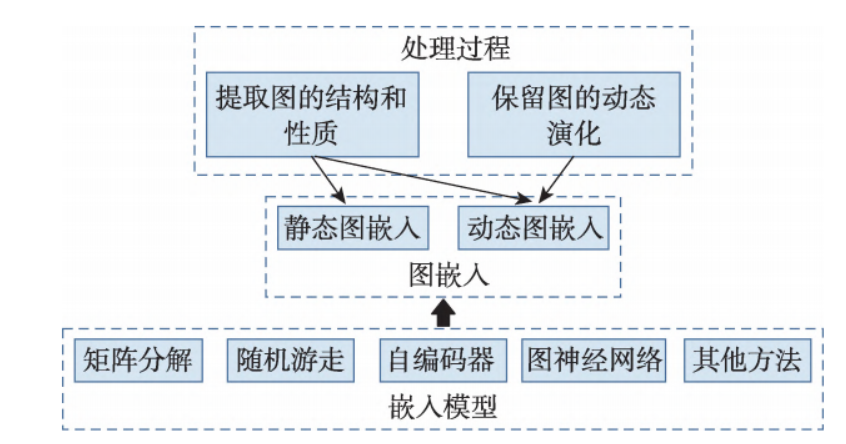 处理过程
提取图的结构和
性质
保留图的动态
演化
静态图嵌入
动态图嵌入
图嵌入
矩阵分解
随机游走
自编码器
图神经网络
其他方法
嵌入模型